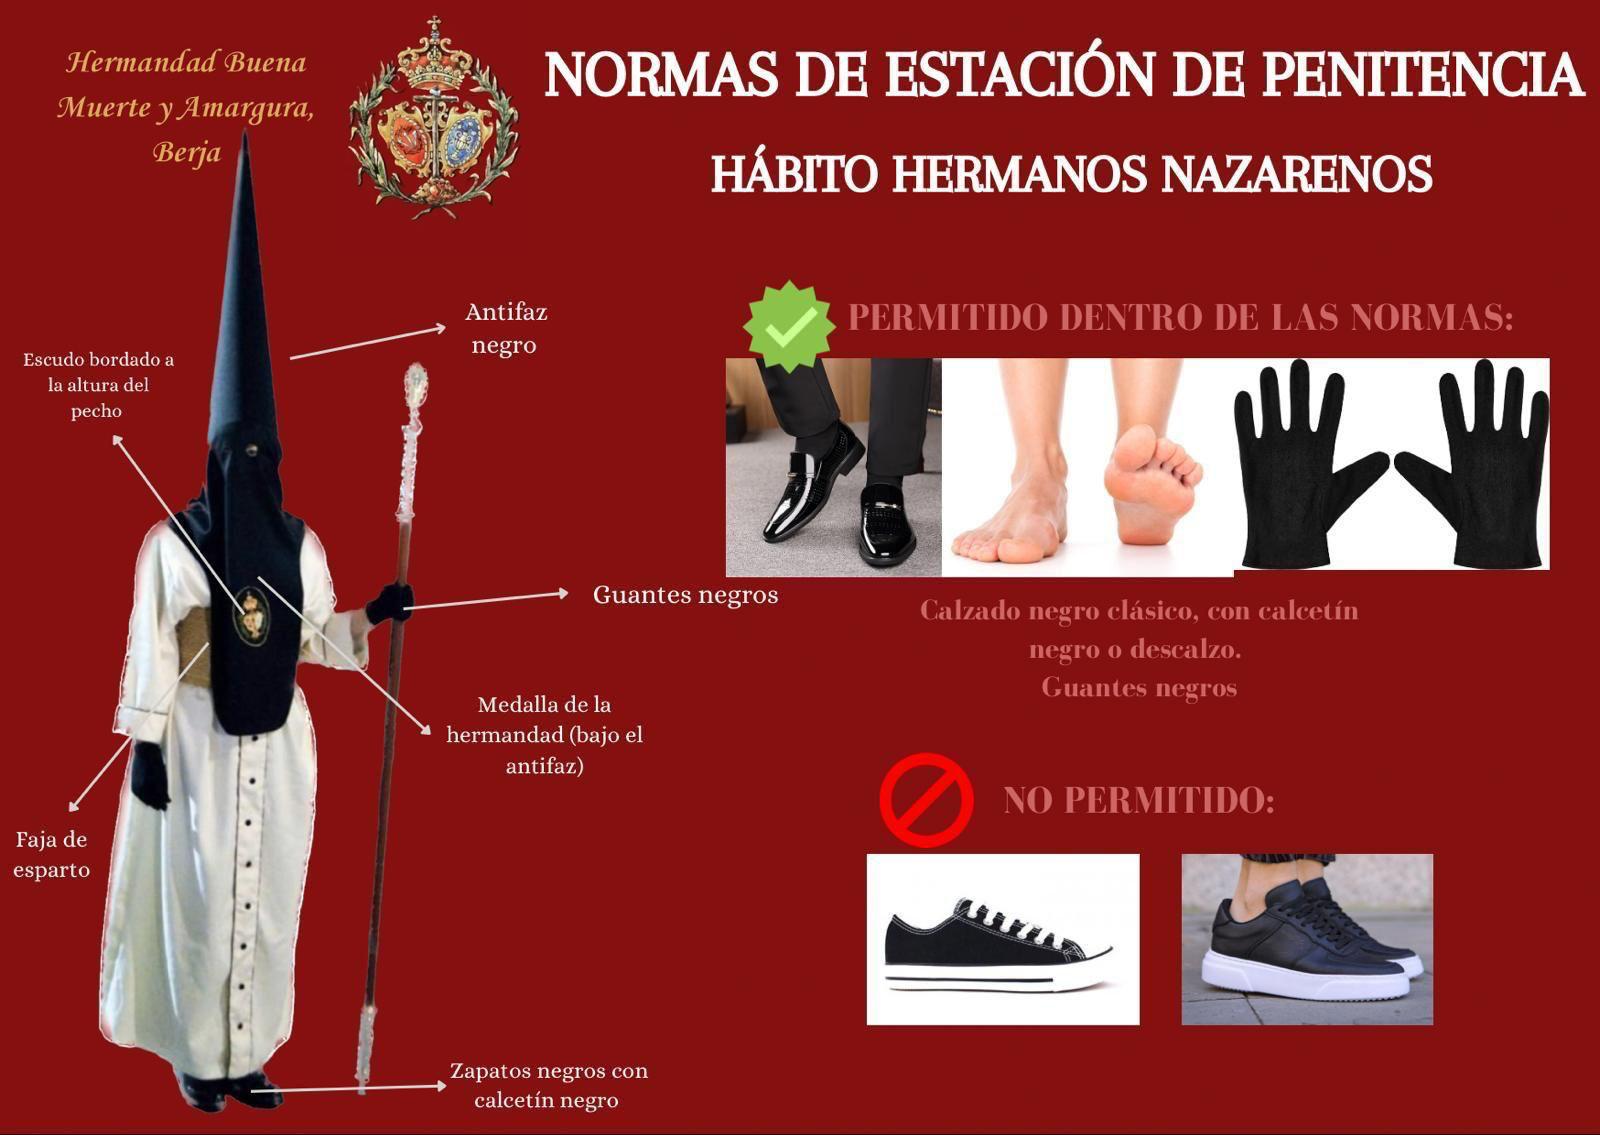 Hermandad Buena
Muerte y Amargura,
Berja
NORMAS DE ESTACIÓN DE PENITENCIA
HÁBITO HERMANOS NAZARENOS
Antifaz
negro
Escudo bordado a
la altura del
pecho
Guantes negros
Medalla de la
hermandad (bajo el
antifaz)
Faja de
esparto
Zapatos negros con
calcetín negro
PERMITIDO DENTRO DE LAS NORMAS:
Calzado negro clásico, con calcetín
negro o descalzo.
Guantes negros
NO PERMITIDO: